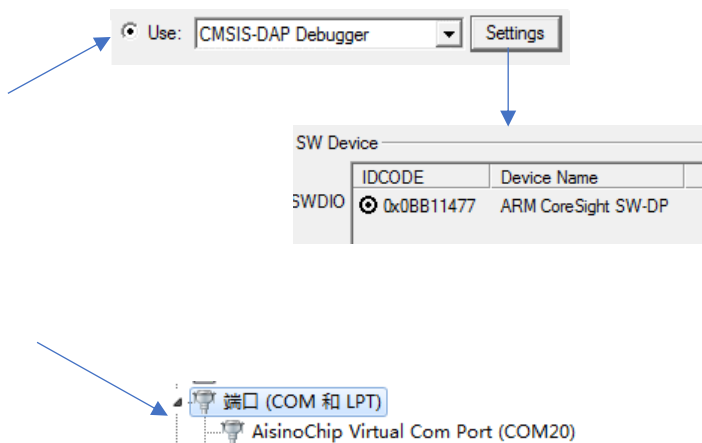 Use: CMSIS-DAP Debugger Settings
SW Device
IDCODE Device Name
SWDIO 0x0BB11477 ARM CoreSight SW-DP
端口 (COM 和 LPT)
AisinoChip Virtual Com Port (COM20)